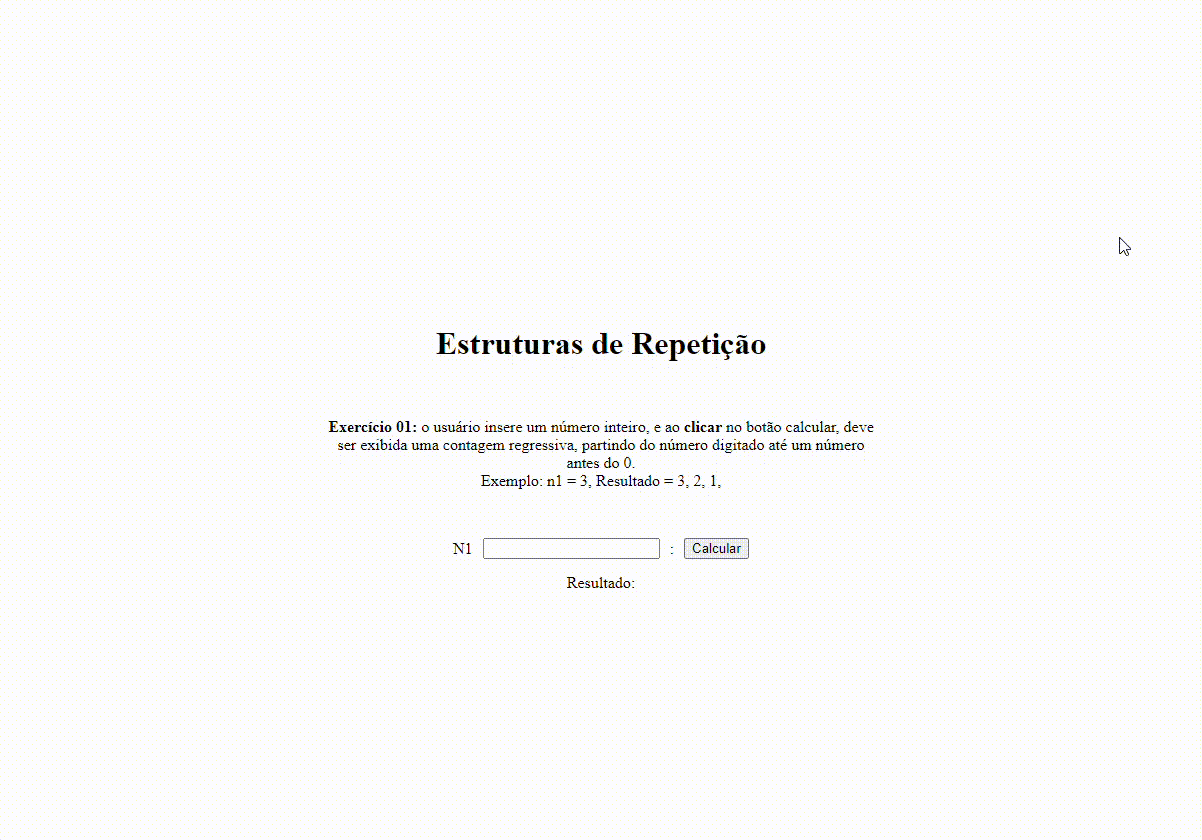 Estruturas de Repetição
Exercício 01: o usuário insere um número inteiro, e ao clicar no botão calcular, deve
ser exibida uma contagem regressiva, partindo do número digitado até um número
antes do 0.
Exemplo: n1 = 3, Resultado = 3, 2, 1,
N1 : Calcular
Resultado: